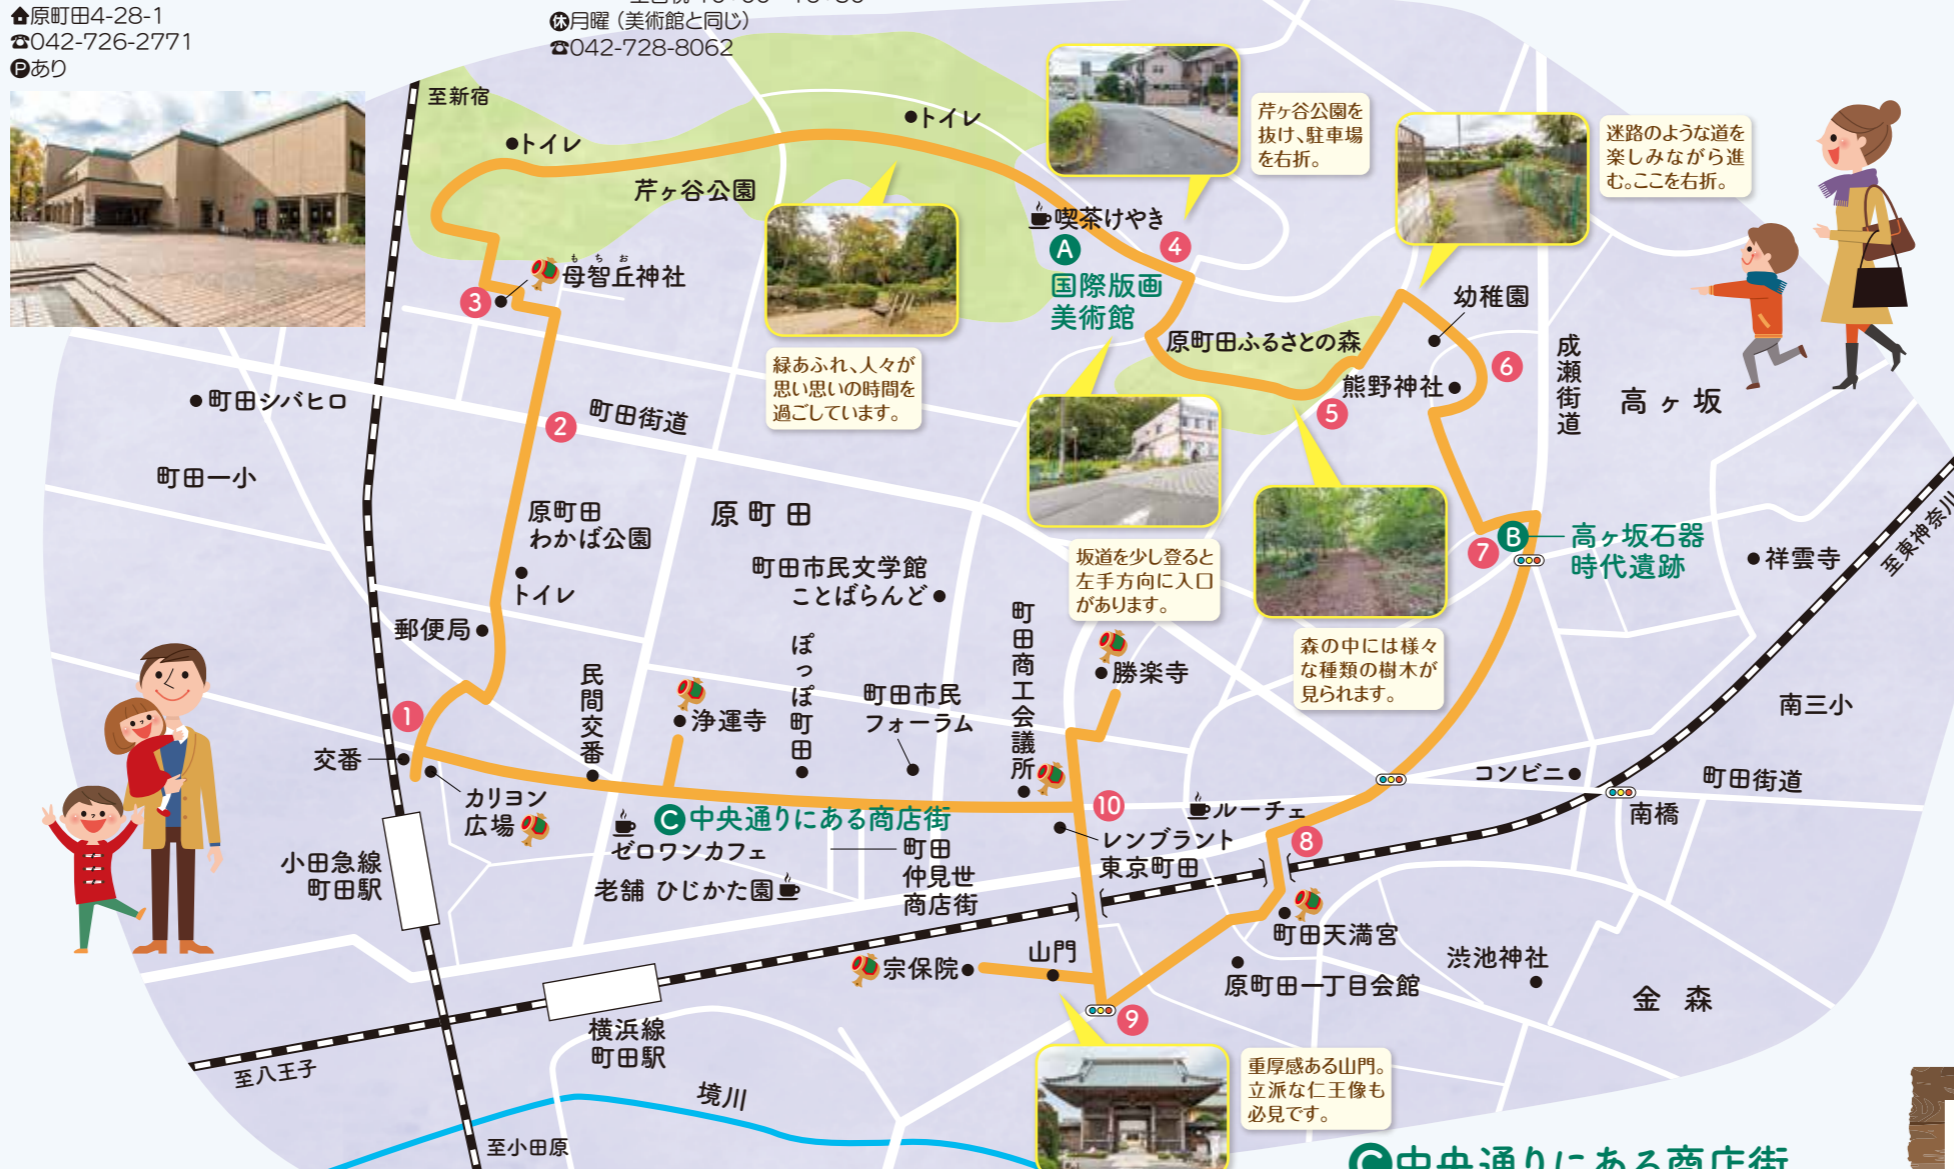 原町田4-28-1
☎042-726-2771
Ⓟあり
㊡月曜（美術館と同じ）
☎042-728-8062
至新宿
トイレ
トイレ
芹ヶ谷公園
芹ヶ谷公園を
抜け、駐車場
を右折。
迷路のような道を
楽しみながら進
む。ここを右折。
喫茶けやき
A
国際版画
美術館
4
もちお
母智丘神社
3
緑あふれ、人々が
思い思いの時間を
過ごしています。
原町田ふるさとの森
幼稚園
熊野神社
5
6
成瀬街道
高ヶ坂
町田シバヒロ
2
町田街道
町田一小
原町田
わかば公園
トイレ
原町田
町田市民文学館
ことばらんど
坂道を少し登ると
左手方向に入口
があります。
森の中には様々
な種類の樹木が
見られます。
7
B
高ヶ坂石器
時代遺跡
祥雲寺
至東神奈川
郵便局
民間交番
浄運寺
ぽっぽ町田
町田市民
フォーラム
町田商工会議所
勝楽寺
南三小
1
交番
カリヨン
広場
C中央通りにある商店街
ゼロワンカフェ
老舗 ひじかた園
町田
仲見世
商店街
10
レンブラント
東京町田
ルーチェ
8
コンビニ
町田街道
南橋
小田急線
町田駅
宗保院
山門
町田天満宮
原町田一丁目会館
渋池神社
金森
9
横浜線
町田駅
至八王子
境川
至小田原
重厚感ある山門。
立派な仁王像も
必見です。
C中央通りにある商店街